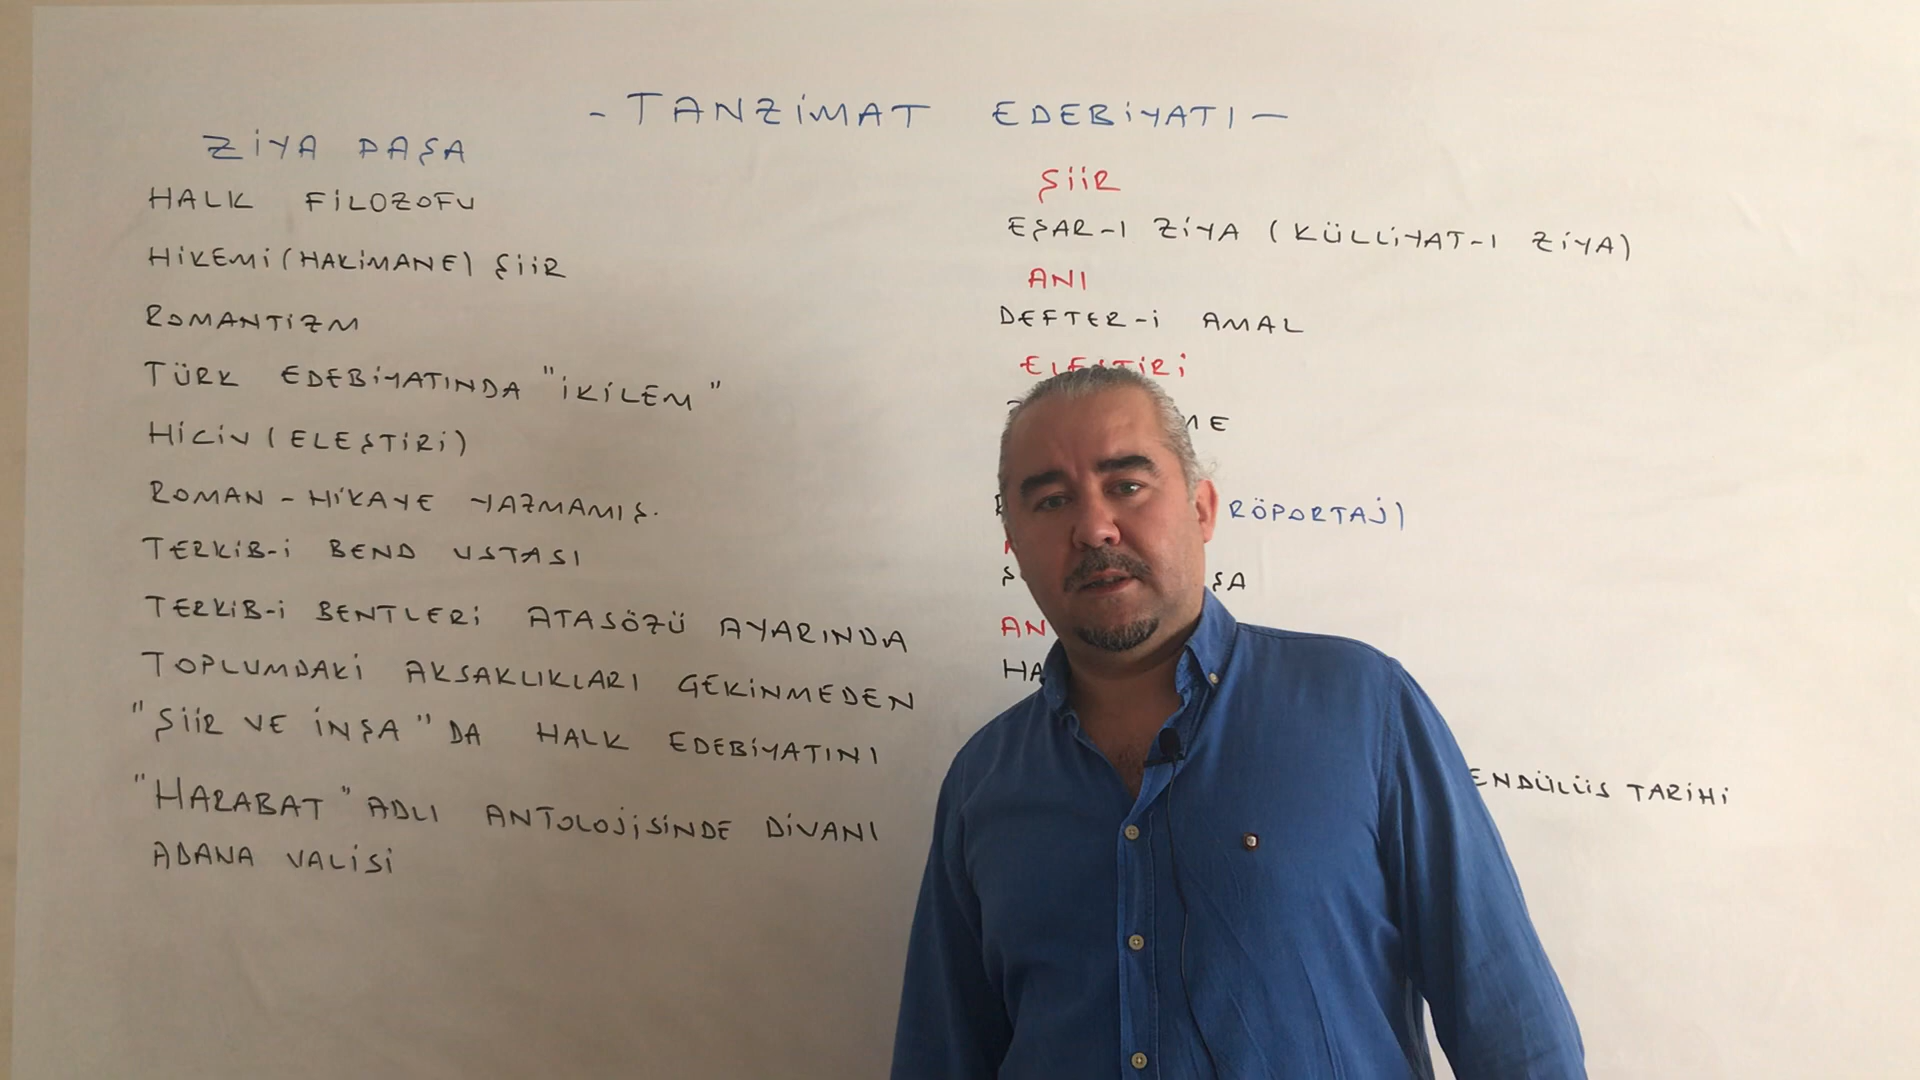 - TANZİMAT EDEBİYATI -
ZİYA PAŞA
HALK FİLOZOFU
HİKEMİ (HAKİMANE) ŞİİR
ROMANTİZM
TÜRK EDEBİYATINDA "İKİLEM"
HİCİV (ELEŞTİRİ)
ROMAN - HİKAYE YAZMAMIŞ.
TERKİB-İ BEND USTASI
TERKİB-İ BENTLERİ ATASÖZÜ AYARINDA
TOPLUMDAKİ AKSAKLIKLARI GEKİNMEDEN
"ŞİİR VE İNŞA" DA HALK EDEBİYATINI
"HARABAT" ADLI ANTOLOJİSİNDE DİVANI
ADANA VALİSİ
ŞİİR
EŞAR-I ZİYA (KÜLLİYAT-I ZİYA)
ANI
DEFTER-İ AMAL
ELEŞTİRİ
RÖPORTAJ)
ENDÜLÜS TARİHİ